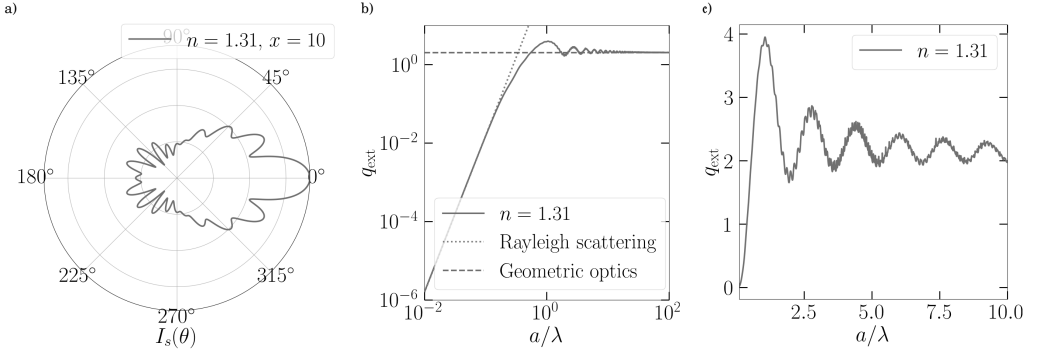 a)
90°
n = 1.31, x = 10
135°
45°
180°
0°
225°
315°
270°
I_s(θ)
b)
q_ext
10^0
10^−2
10^−4
10^−6
n = 1.31
Rayleigh scattering
Geometric optics
10^−2
10^0
10^2
a/λ
c)
q_ext
4
3
2
1
0
n = 1.31
2.5
5.0
7.5
10.0
a/λ